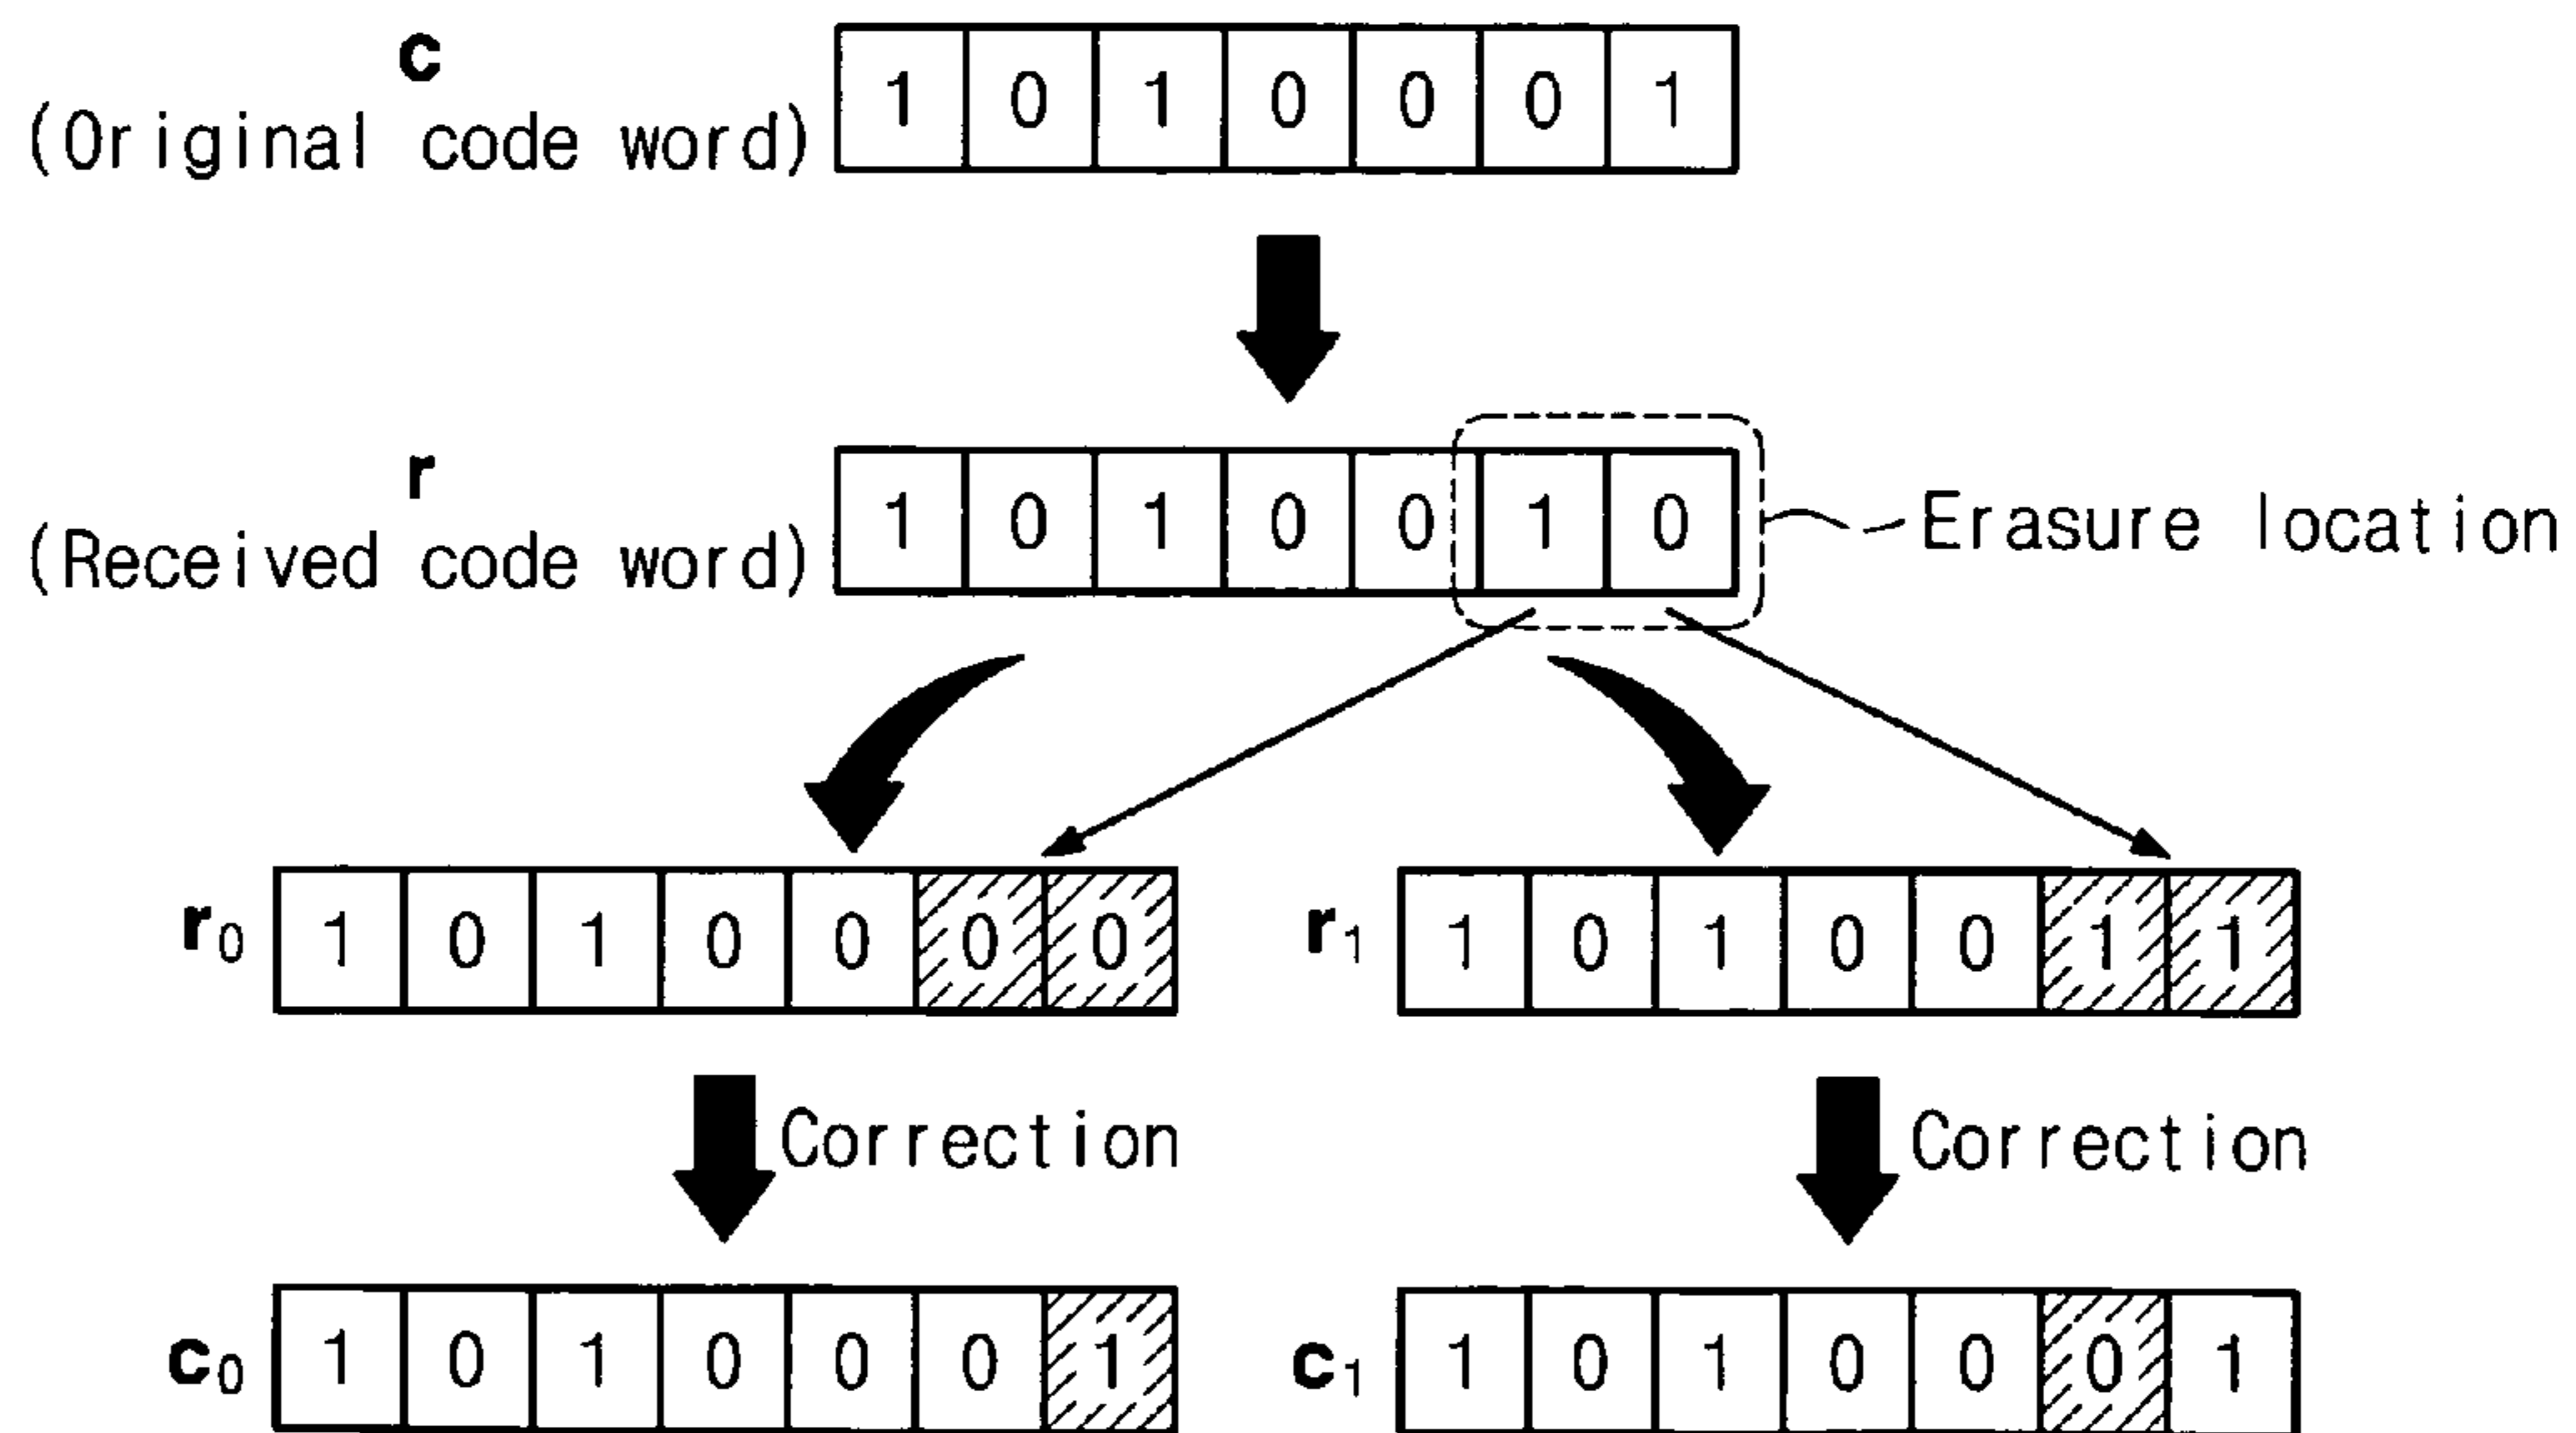 c
(Original code word) 1 0 1 0 0 0 1
r
(Received code word) 1 0 1 0 0 1 0 Erasure location
r0 1 0 1 0 0 0 0 r1 1 0 1 0 0 1 1
Correction Correction
c0 1 0 1 0 0 0 1 c1 1 0 1 0 0 0 1